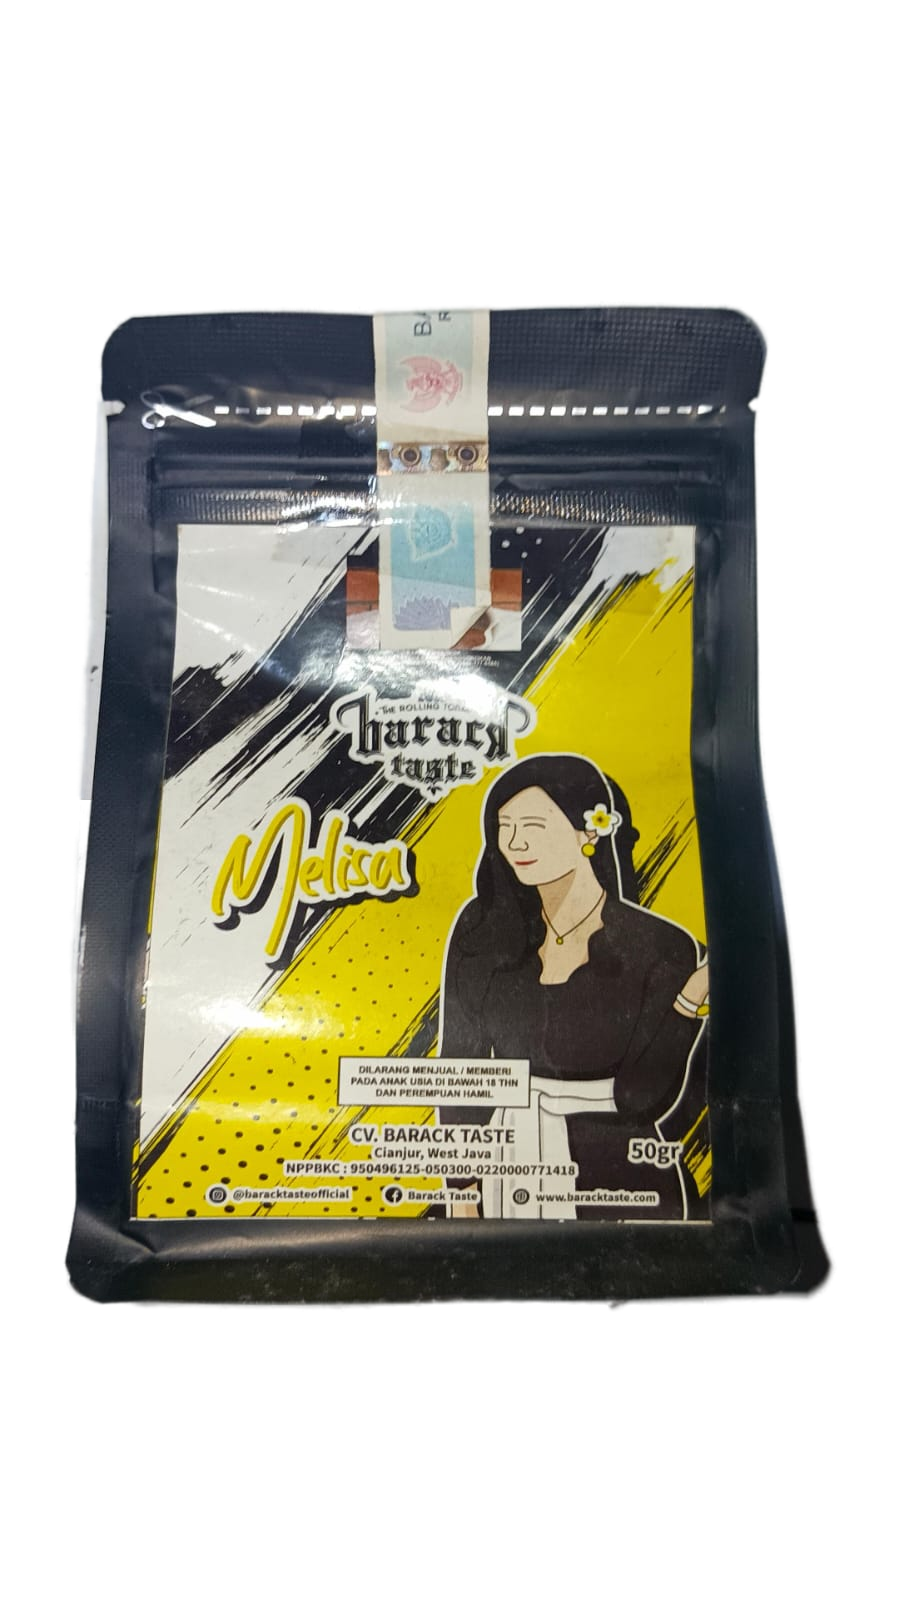 THE ROLLING
barack
taste
Melisa
DILARANG MENJUAL / MEMBERI
PADA ANAK USIA DI BAWAH 18 THN
DAN PEREMPUAN HAMIL
CV. BARACK TASTE
Cianjur, West Java
50gr
NPPBKC : 950496125-050300-0220000771418
@baracktasteofficial Barack Taste www.baracktaste.com